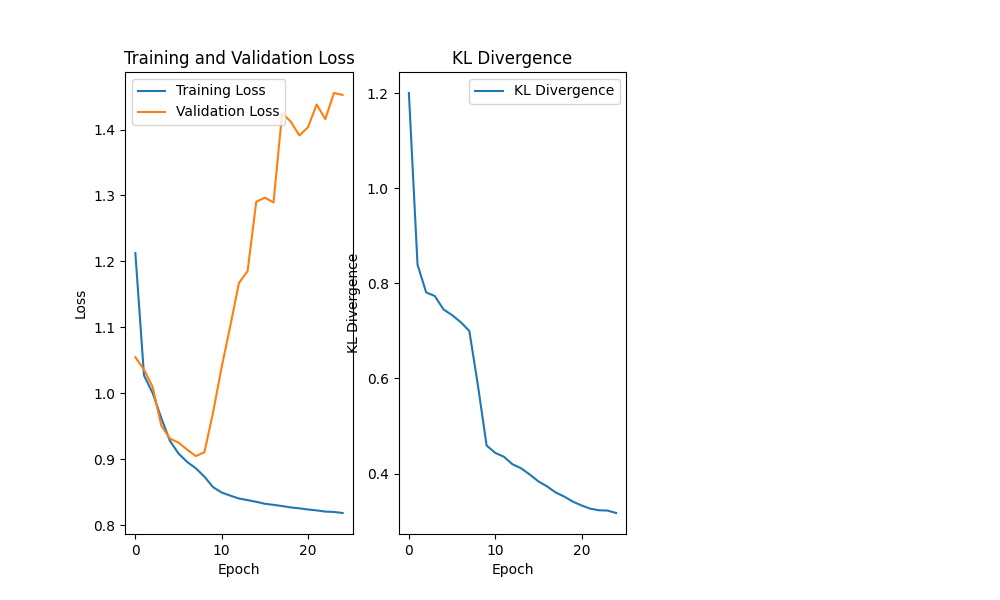 Training and Validation Loss
Training Loss
Validation Loss
Loss
1.4
1.3
1.2
1.1
1.0
0.9
0.8
0
10
20
Epoch
KL Divergence
KL Divergence
KL Divergence
1.2
1.0
0.8
0.6
0.4
0
10
20
Epoch